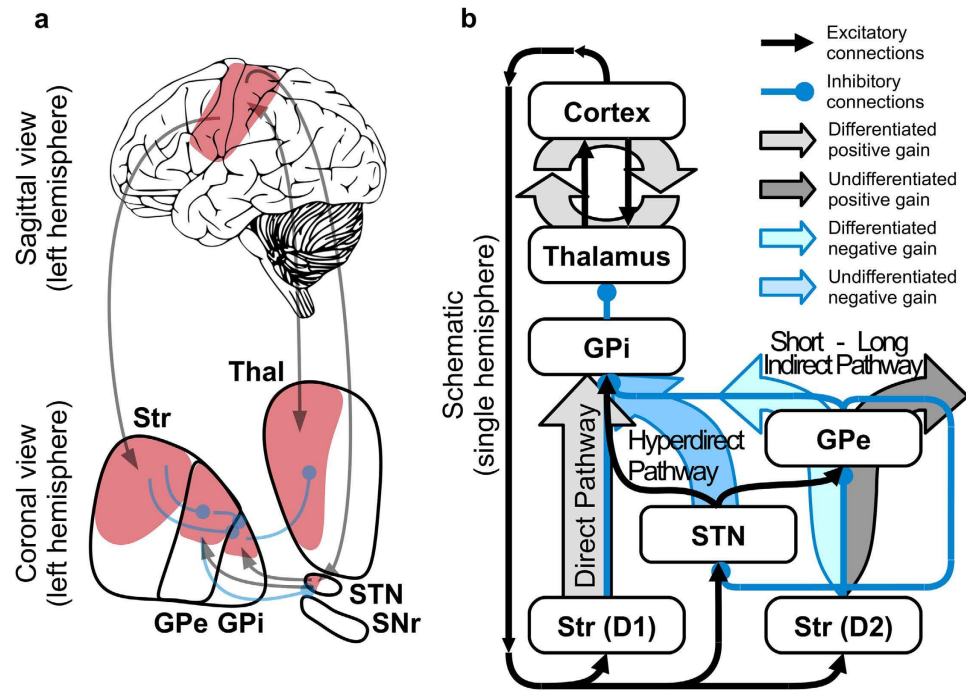 a
Sagittal view
(left hemisphere)
Coronal view
(left hemisphere)
Thal
Str
GPe GPi
STN
SNr
b
Schematic
(single hemisphere)
Cortex
Thalamus
GPi
Short - Long
Indirect Pathway
GPe
Hyperdirect
Pathway
Direct Pathway
STN
Str (D1)
Str (D2)
Excitatory
connections
Inhibitory
connections
Differentiated
positive gain
Undifferentiated
positive gain
Differentiated
negative gain
Undifferentiated
negative gain